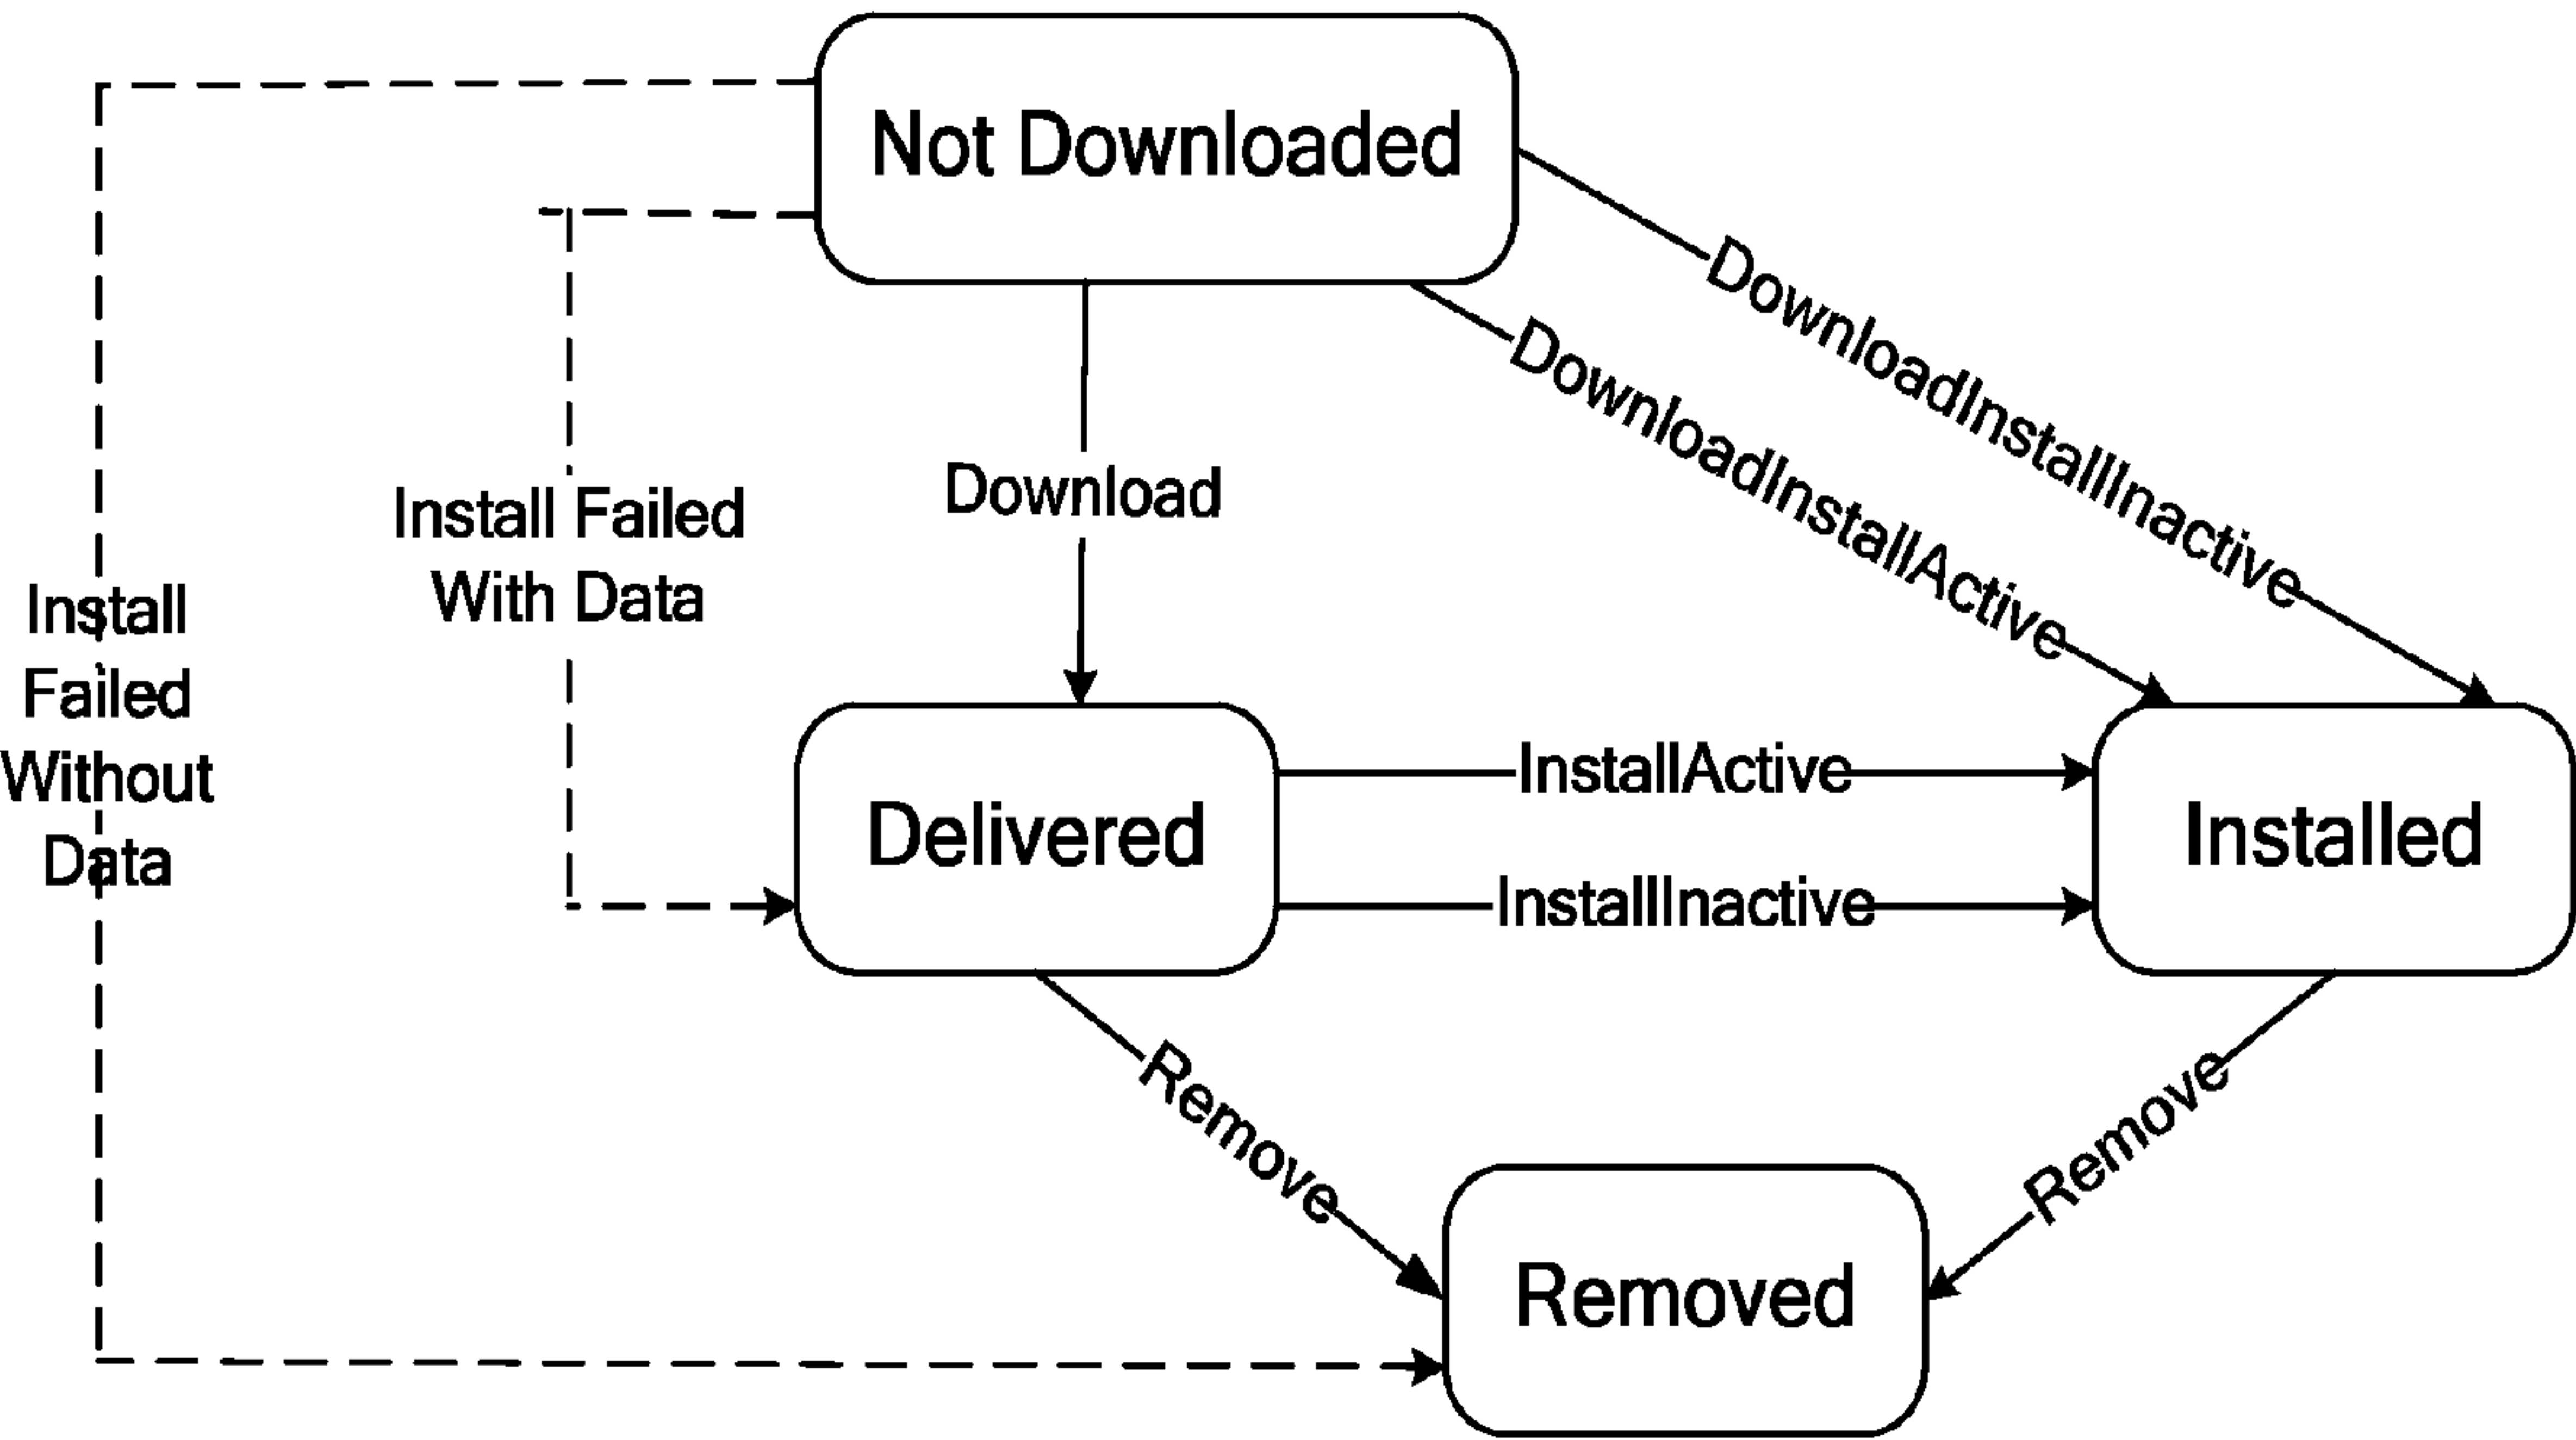 Not Downloaded
DownloadInstallInactive
DownloadInstallActive
Download
Install Failed
With Data
Install
Failed
Without
Data
InstallActive
Delivered
Installed
InstallInactive
Remove
Remove
Removed